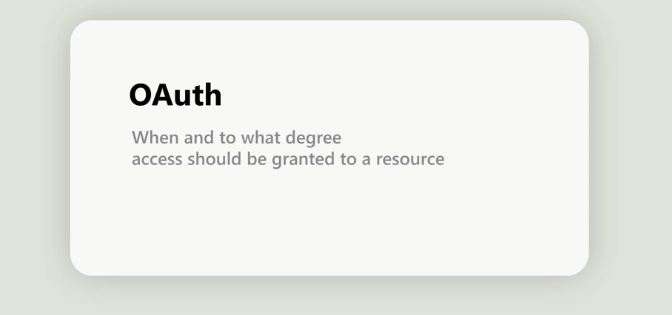 OAuth
When and to what degree
access should be granted to a resource